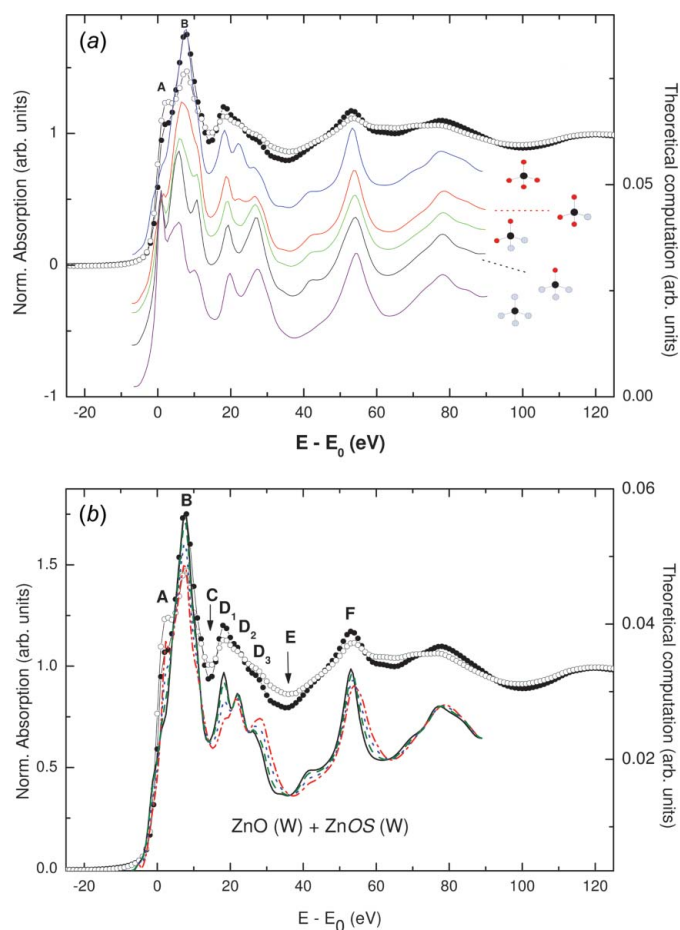 (a)
B
A
1
0
-1
0.05
0.00
-20 0 20 40 60 80 100 120
E - E0 (eV)
Norm. Absorption (arb. units)
Theoretical computation (arb. units)
(b)
B
A
C
D1
D2
D3
E
F
1.5
1.0
0.5
0.0
0.06
0.04
0.02
ZnO (W) + ZnOS (W)
-20 0 20 40 60 80 100 120
E - E0 (eV)
Norm. Absorption (arb. units)
Theoretical computation (arb. units)